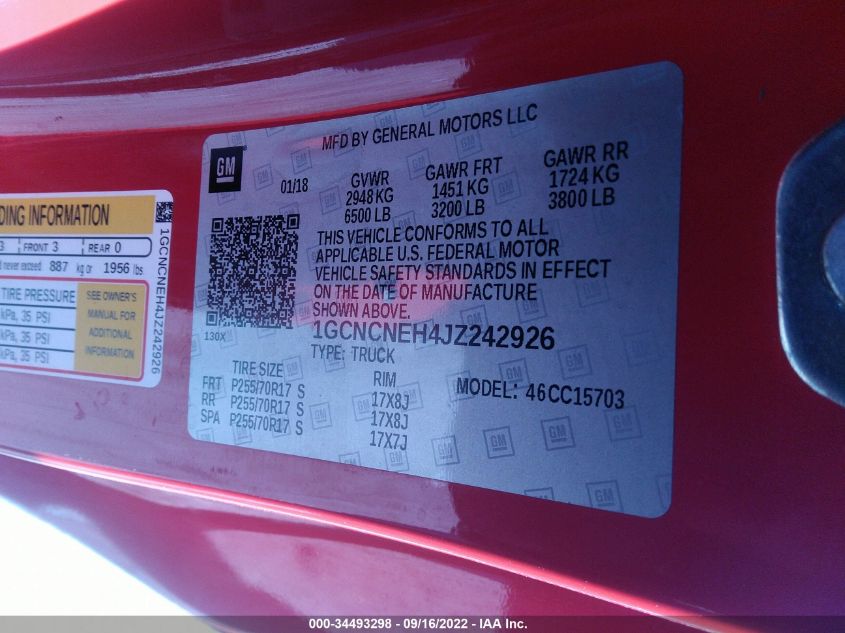 MFD BY GENERAL MOTORS LLC
GM
01/18
GVWR GAWR FRT GAWR RR
2948 KG 1451 KG 1724 KG
6500 LB 3200 LB 3800 LB
THIS VEHICLE CONFORMS TO ALL
APPLICABLE U.S. FEDERAL MOTOR
VEHICLE SAFETY STANDARDS IN EFFECT
ON THE DATE OF MANUFACTURE
SHOWN ABOVE.
130X
1GCNCNEH4JZ242926
TYPE: TRUCK
TIRE SIZE RIM
FRT P255/70R17 S 17X8J
RR P255/70R17 S 17X8J
SPA P255/70R17 S 17X7J
MODEL: 46CC15703
DING INFORMATION
3 FRONT 3 REAR 0
d never exceed 887 kg or 1956 lbs
TIRE PRESSURE
kPa, 35 PSI
kPa, 35 PSI
kPa, 35 PSI
SEE OWNER'S
MANUAL FOR
ADDITIONAL
INFORMATION
1GCNCNEH4JZ242926
000-34493298 - 09/16/2022 - IAA Inc.